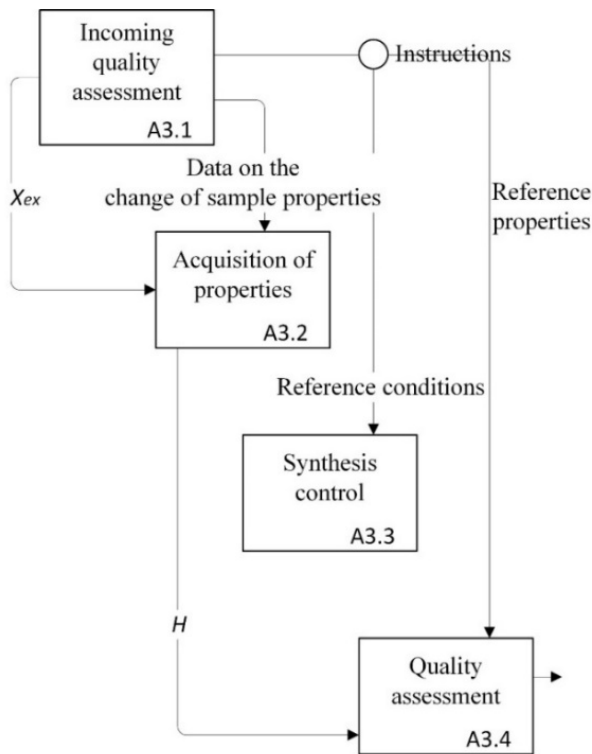 Incoming
quality
assessment
A3.1
Instructions
Data on the
change of sample properties
Xex
Reference
properties
Acquisition of
properties
A3.2
Reference conditions
Synthesis
control
A3.3
H
Quality
assessment
A3.4